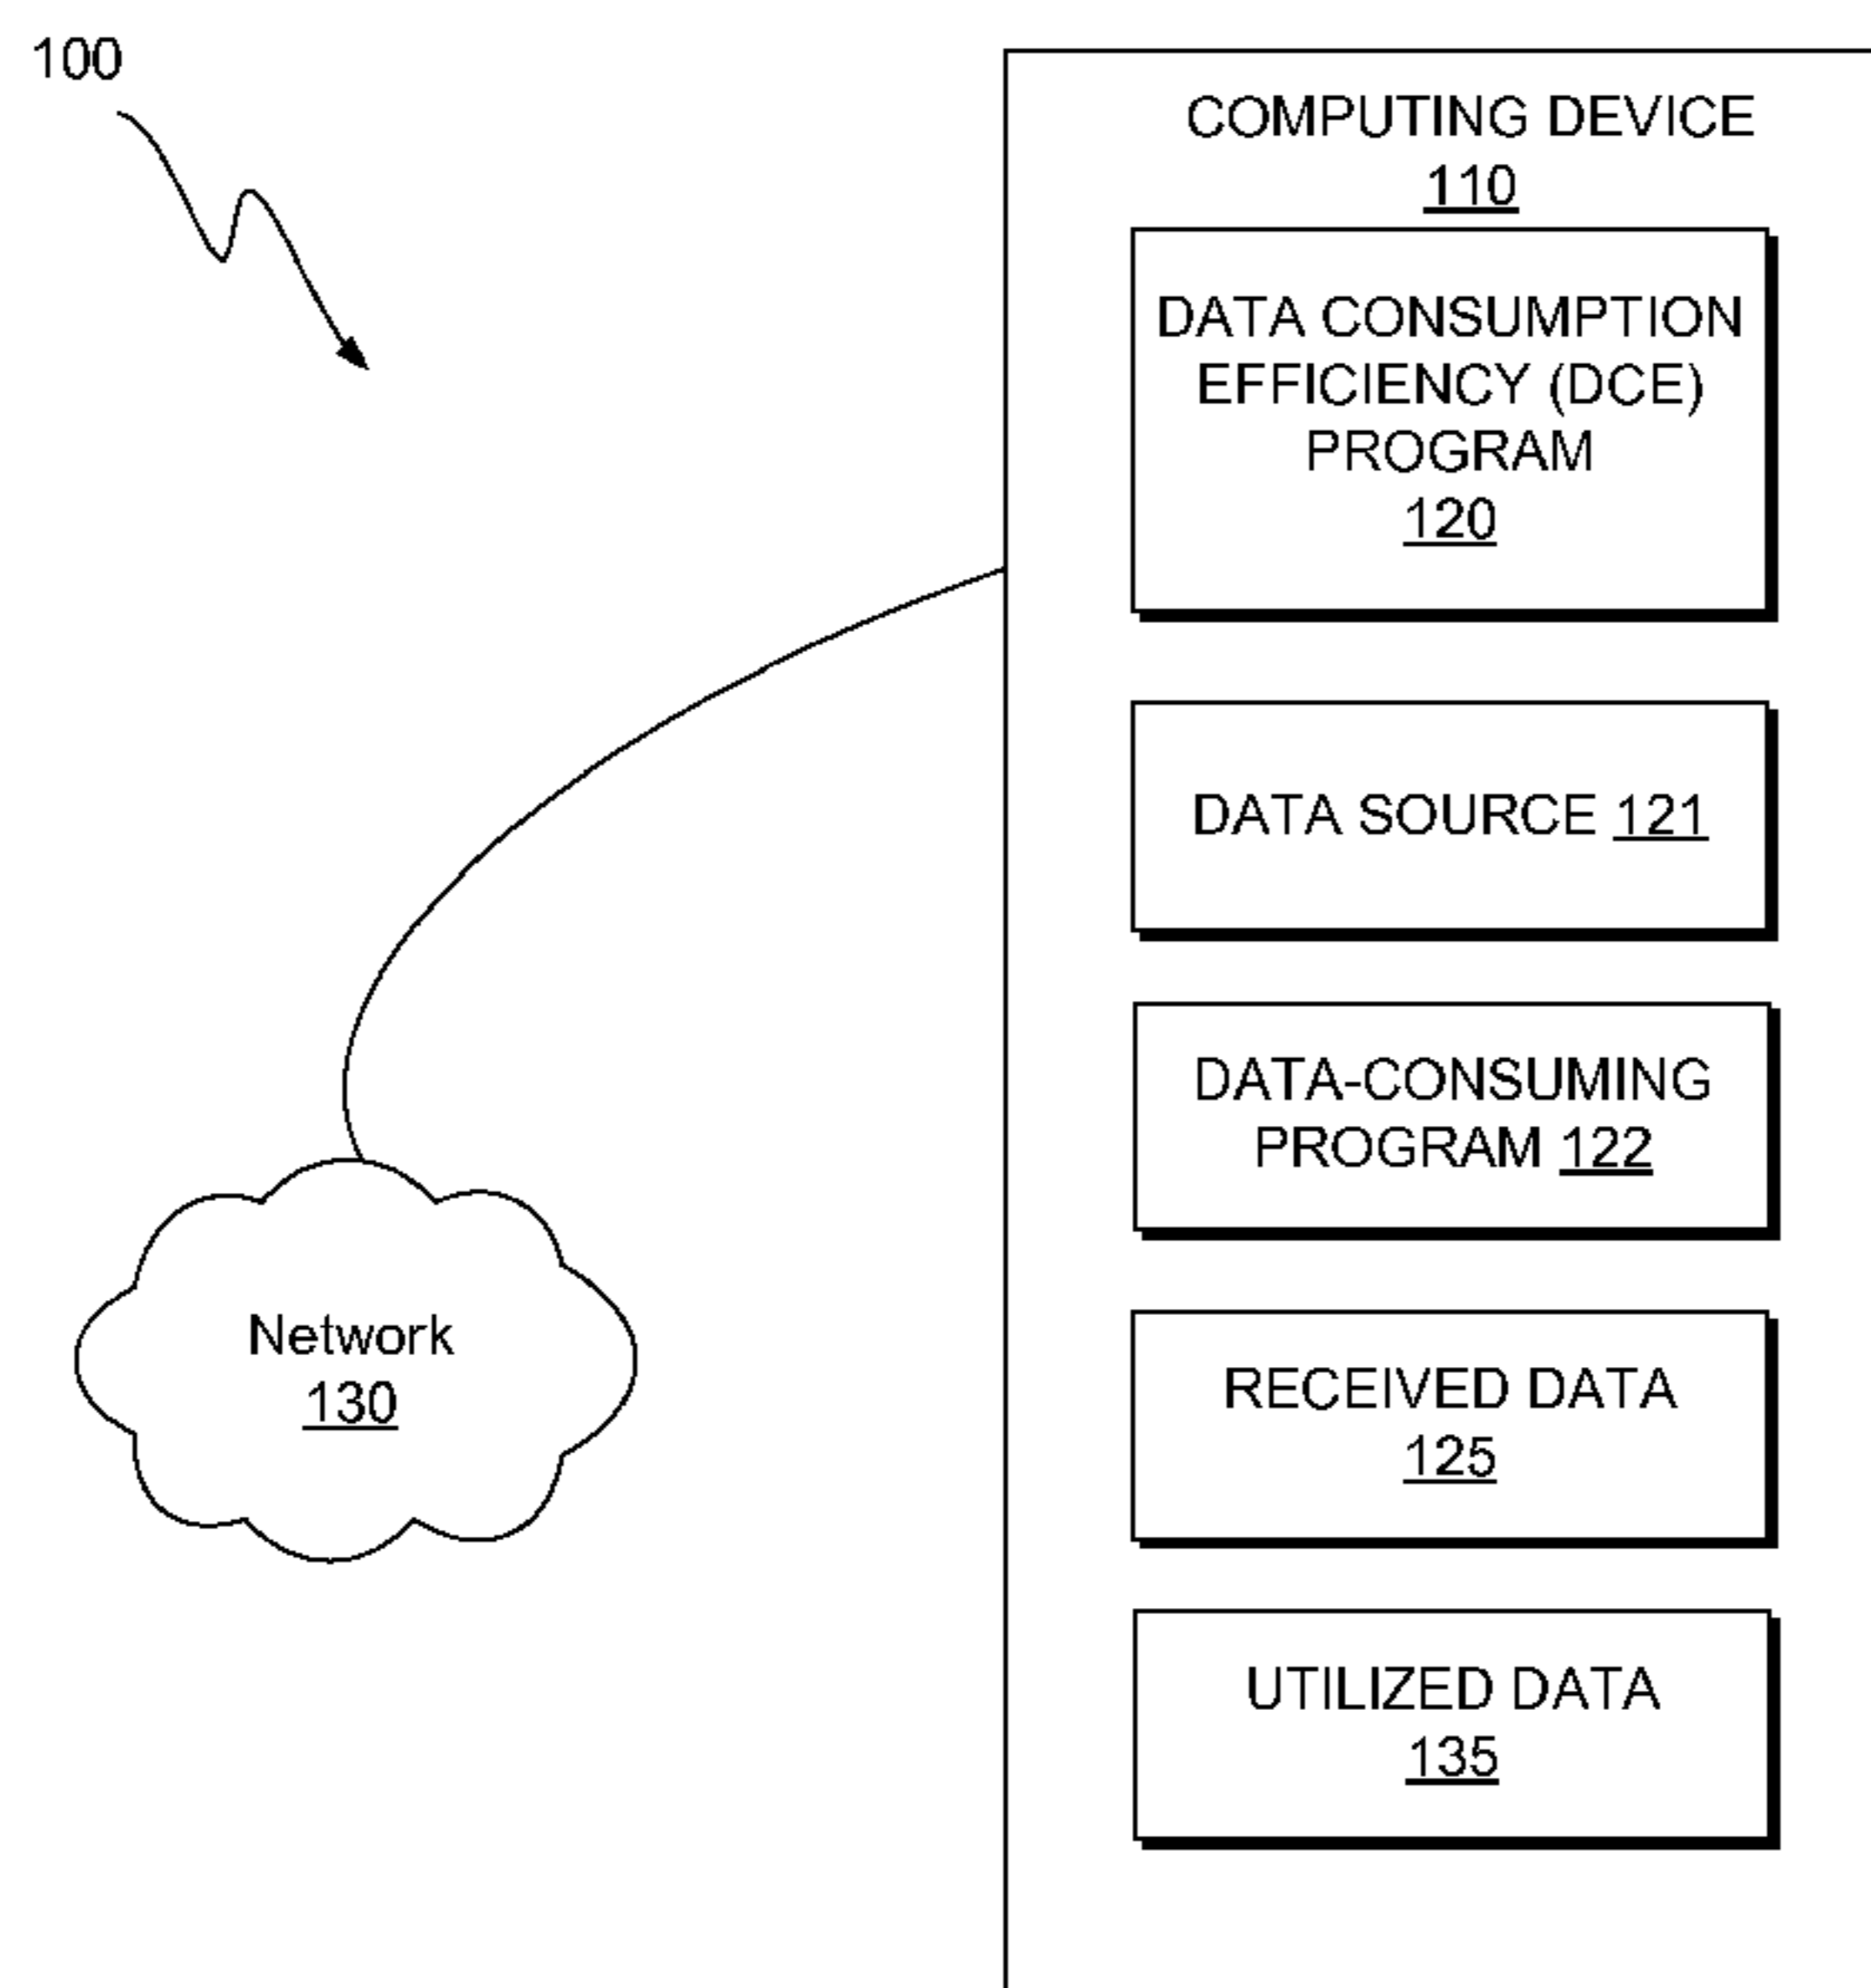 100
COMPUTING DEVICE
110
DATA CONSUMPTION
EFFICIENCY (DCE)
PROGRAM
120
DATA SOURCE 121
DATA-CONSUMING
PROGRAM 122
RECEIVED DATA
125
UTILIZED DATA
135
Network
130